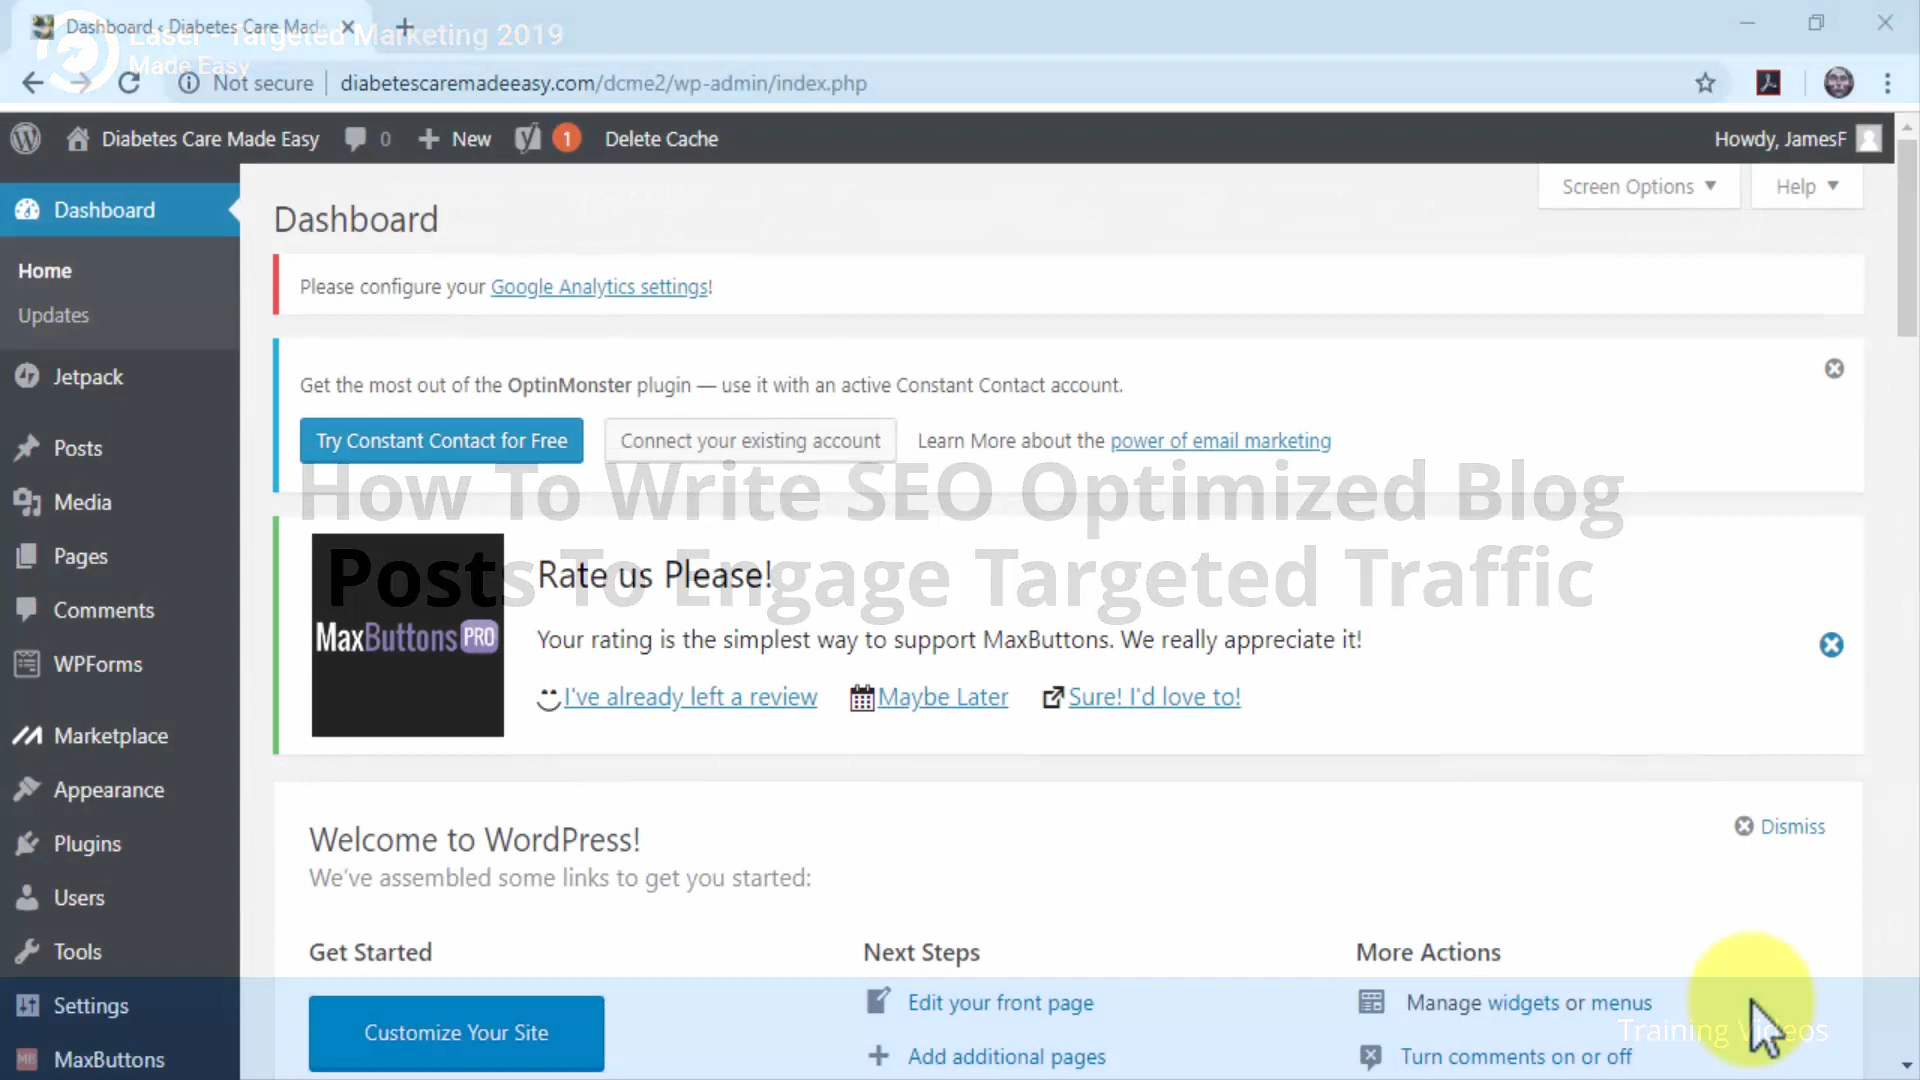 Dashboard ‹ Diabetes Care Made
Laser - Targeted Marketing 2019
Made Easy
Not secure | diabetescaremadeeasy.com/dcme2/wp-admin/index.php
Diabetes Care Made Easy 0 New 1 Delete Cache Howdy, JamesF
Screen Options Help
Dashboard
Home
Updates
Jetpack
Posts
Media
Pages
Comments
WPForms
Marketplace
Appearance
Plugins
Users
Tools
Settings
MB MaxButtons
Dashboard
Please configure your Google Analytics settings!
Get the most out of the OptinMonster plugin — use it with an active Constant Contact account.
Try Constant Contact for Free Connect your existing account Learn More about the power of email marketing
How To Write SEO Optimized Blog
Posts To Engage Targeted Traffic
MaxButtons PRO
Rate us Please!
Your rating is the simplest way to support MaxButtons. We really appreciate it!
I've already left a review Maybe Later Sure! I'd love to!
Welcome to WordPress!
Dismiss
We've assembled some links to get you started:
Get Started
Customize Your Site
Next Steps
Edit your front page
Add additional pages
More Actions
Manage widgets or menus
Turn comments on or off
Training Videos